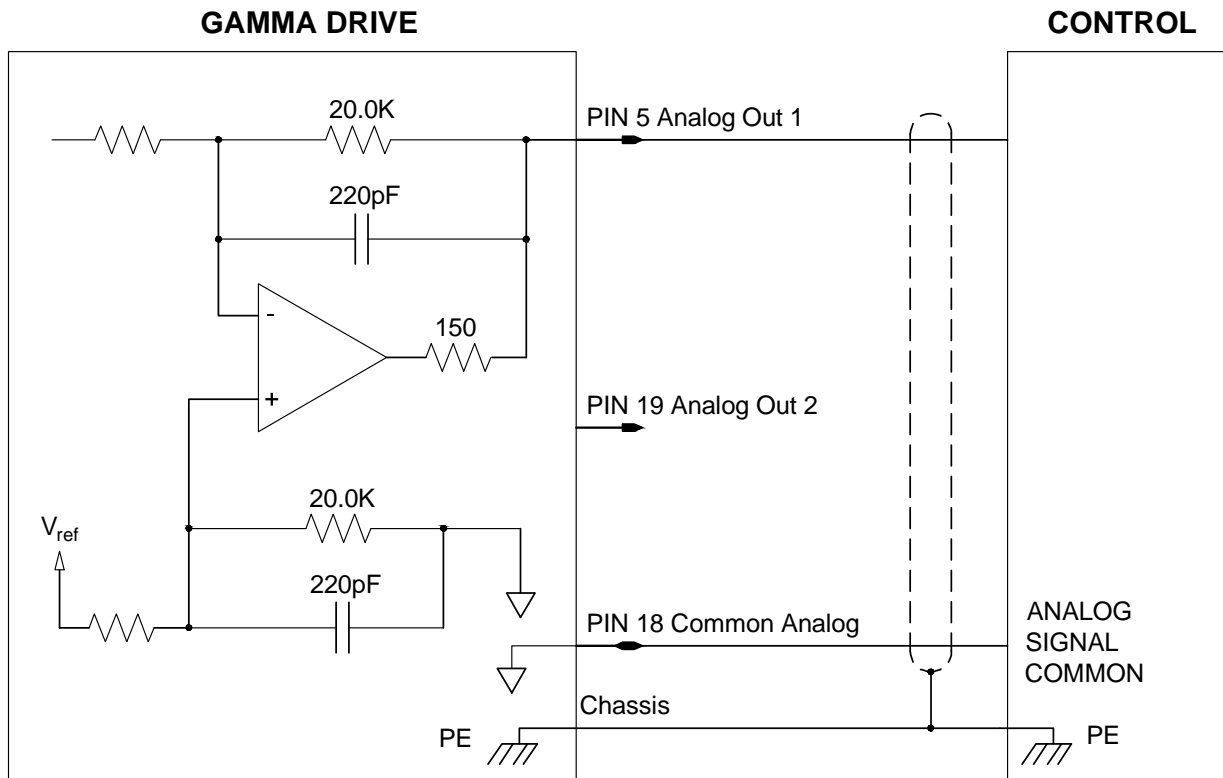 GAMMA DRIVE
CONTROL
20.0K
PIN 5 Analog Out 1
220pF
-
150
+
PIN 19 Analog Out 2
20.0K
Vref
220pF
PIN 18 Common Analog
ANALOG
SIGNAL
COMMON
Chassis
PE
PE